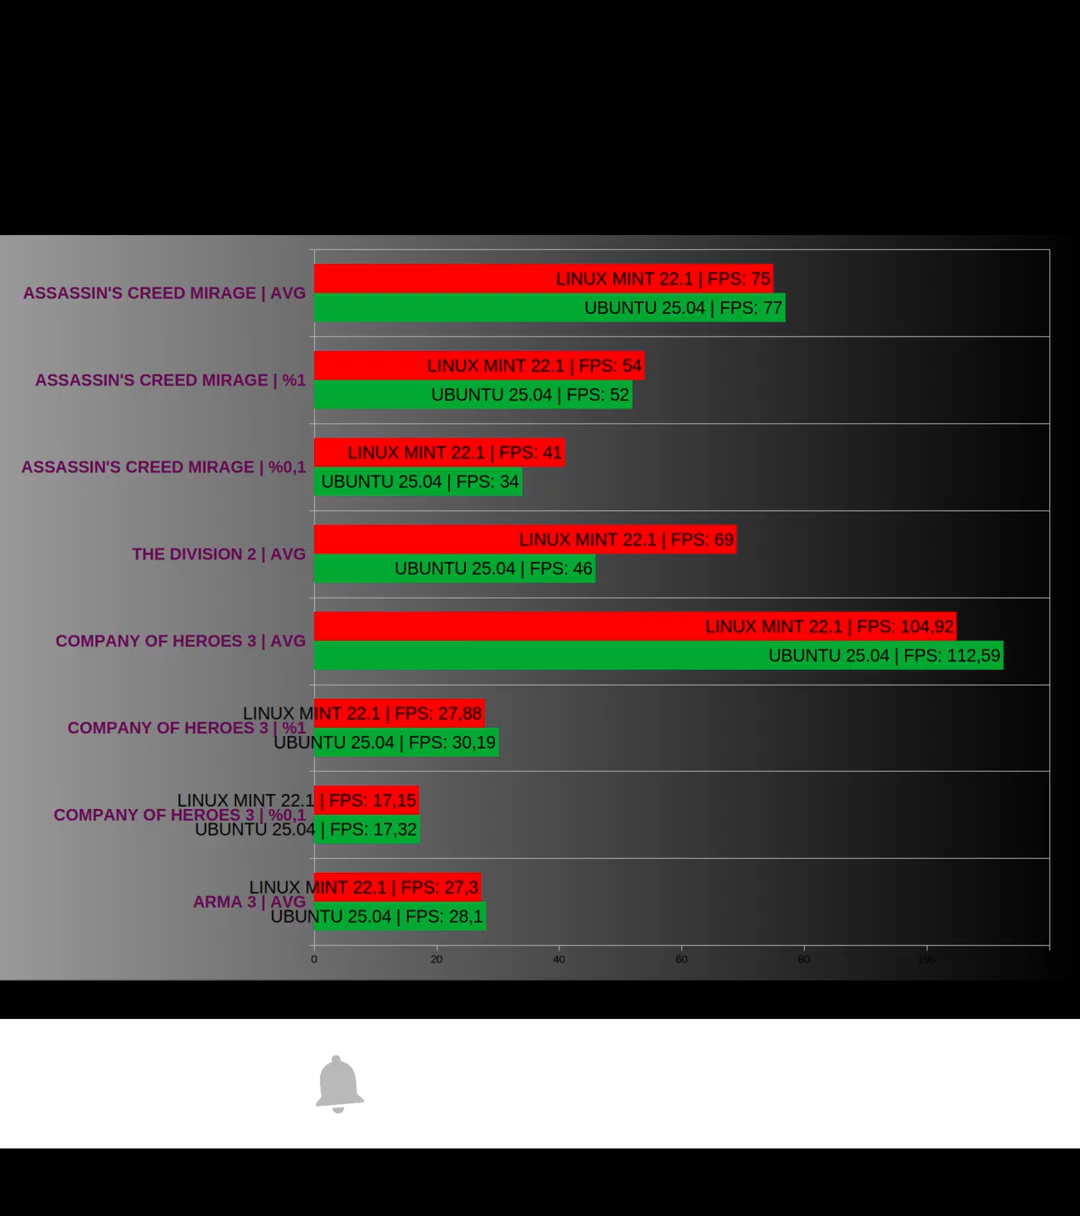 LINUX MINT 22.1 | FPS: 75
ASSASSIN'S CREED MIRAGE | AVG
UBUNTU 25.04 | FPS: 77
LINUX MINT 22.1 | FPS: 54
ASSASSIN'S CREED MIRAGE | %1
UBUNTU 25.04 | FPS: 52
LINUX MINT 22.1 | FPS: 41
ASSASSIN'S CREED MIRAGE | %0,1
UBUNTU 25.04 | FPS: 34
LINUX MINT 22.1 | FPS: 69
THE DIVISION 2 | AVG
UBUNTU 25.04 | FPS: 46
LINUX MINT 22.1 | FPS: 104,92
COMPANY OF HEROES 3 | AVG
UBUNTU 25.04 | FPS: 112,59
LINUX MINT 22.1 | FPS: 27,88
COMPANY OF HEROES 3 | %1
UBUNTU 25.04 | FPS: 30,19
LINUX MINT 22.1 | FPS: 17,15
COMPANY OF HEROES 3 | %0,1
UBUNTU 25.04 | FPS: 17,32
LINUX MINT 22.1 | FPS: 27,3
ARMA 3 | AVG
UBUNTU 25.04 | FPS: 28,1
0 20 40 60 80 100